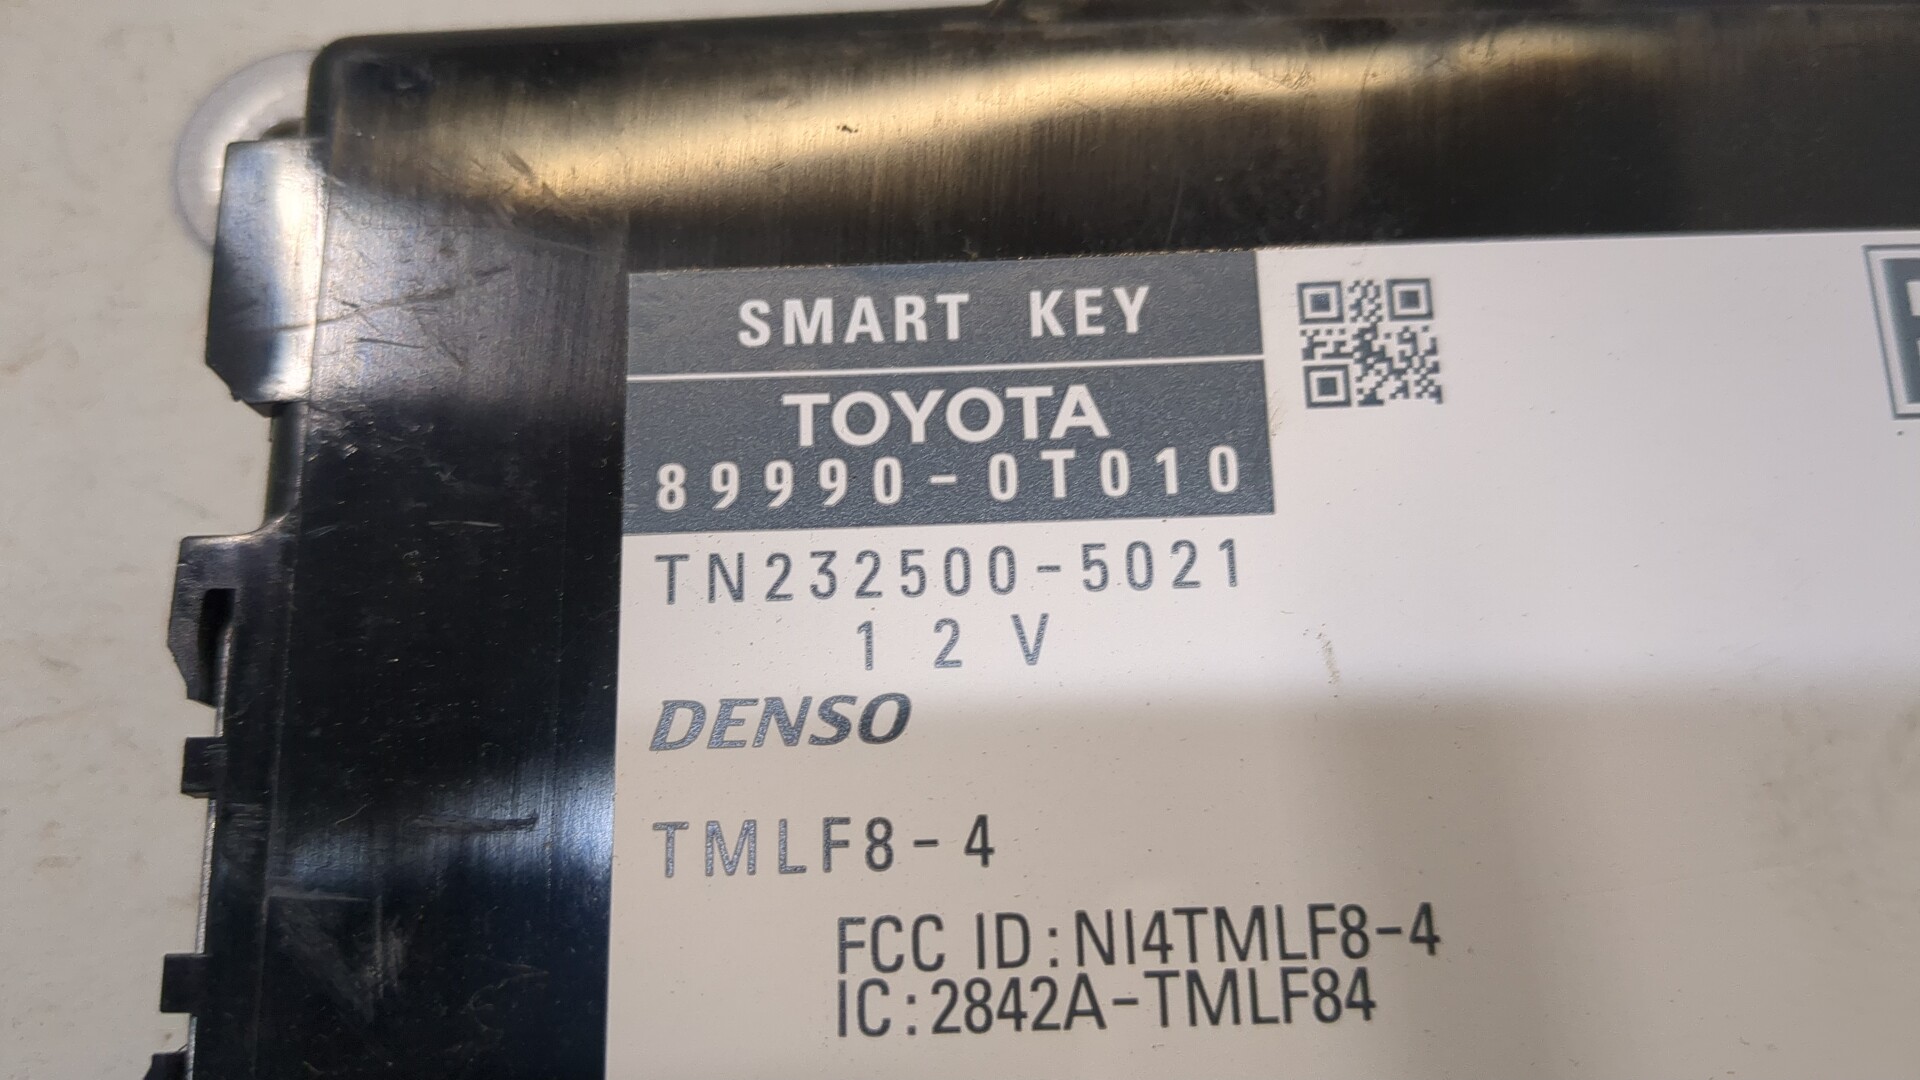 SMART KEY
TOYOTA
89990-0T010
TN232500-5021
12V
DENSO
TMLF8-4
FCC ID:NI4TMLF8-4
IC:2842A-TMLF84